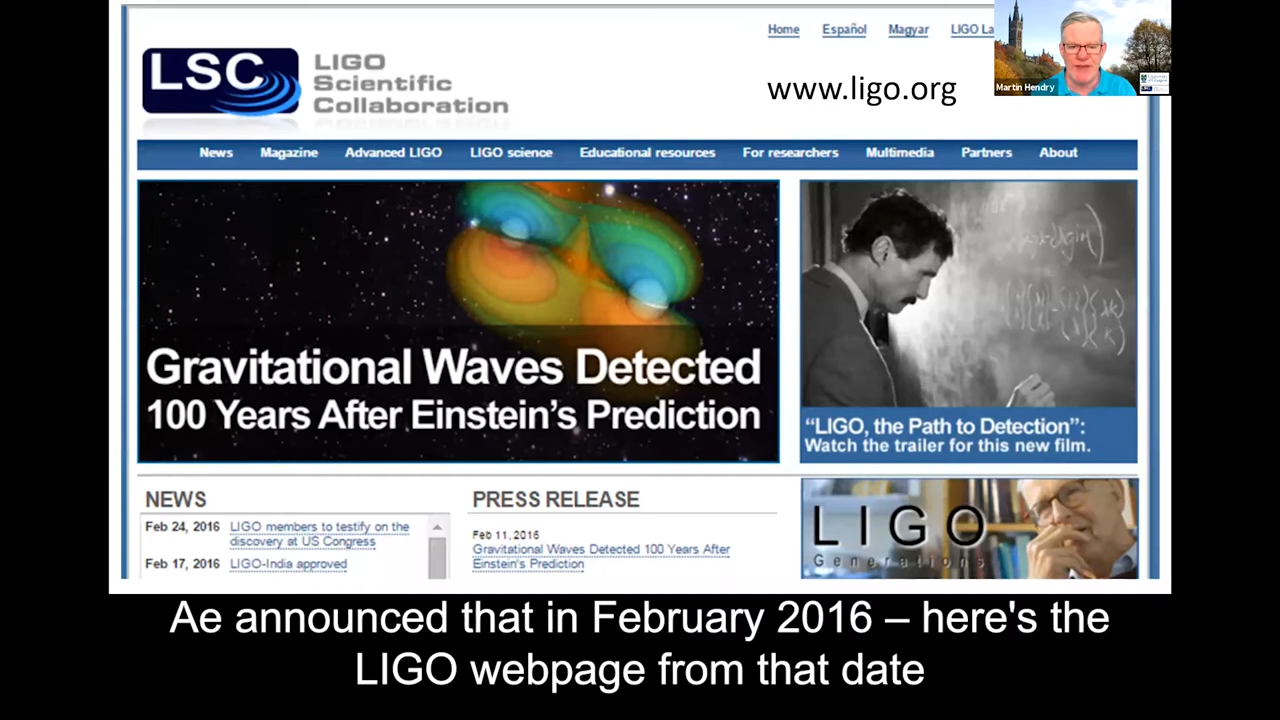 Home Español Magyar LIGO La
LSC
LIGO
Scientific
Collaboration
www.ligo.org
Martin Hendry
News Magazine Advanced LIGO LIGO science Educational resources For researchers Multimedia Partners About
Gravitational Waves Detected
100 Years After Einstein's Prediction
“LIGO, the Path to Detection”:
Watch the trailer for this new film.
NEWS
Feb 24, 2016 LIGO members to testify on the
discovery at US Congress
Feb 17, 2016 LIGO-India approved
PRESS RELEASE
Feb 11, 2016
Gravitational Waves Detected 100 Years After
Einstein's Prediction
LIGO
Generations
Ae announced that in February 2016 – here's the
LIGO webpage from that date